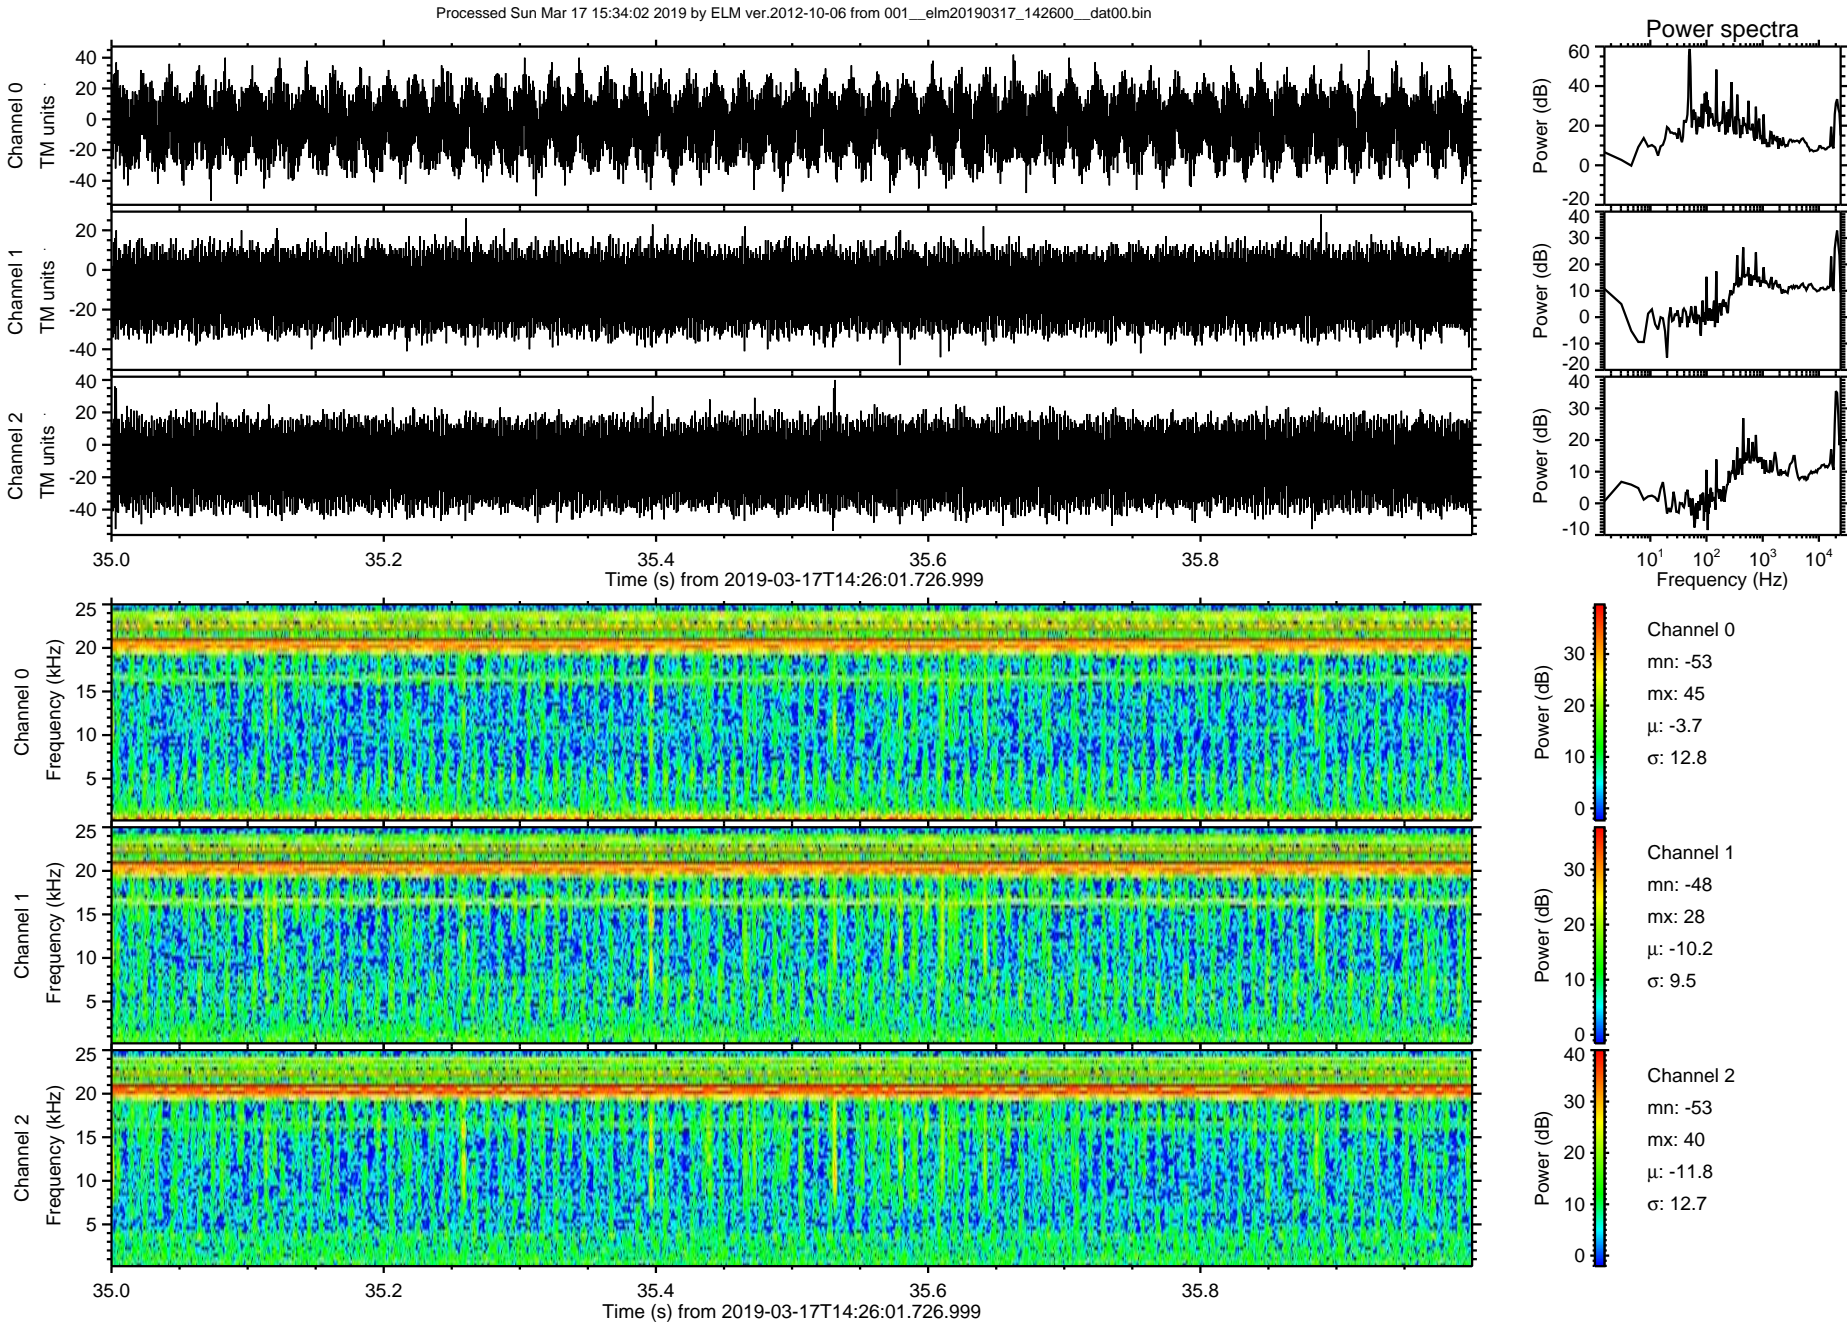 Processed Sun Mar 17 15:34:02 2019 by ELM ver.2012-10-06 from 001__elm20190317_142600__dat00.bin
Power spectra
Channel 0
TM units
40
20
0
-20
-40
Power (dB)
60
40
20
0
-20
Channel 1
TM units
20
0
-20
-40
Power (dB)
40
30
20
10
0
-10
-20
Channel 2
TM units
40
20
0
-20
-40
Power (dB)
40
30
20
10
0
-10
35.0 35.2 35.4 35.6 35.8
Time (s) from 2019-03-17T14:26:01.726.999
10¹ 10² 10³ 10⁴
Frequency (Hz)
Channel 0
Frequency (kHz)
25
20
15
10
5
Power (dB)
30
20
10
0
Channel 0
mn: -53
mx: 45
μ: -3.7
σ: 12.8
Channel 1
Frequency (kHz)
25
20
15
10
5
Power (dB)
30
20
10
0
Channel 1
mn: -48
mx: 28
μ: -10.2
σ: 9.5
Channel 2
Frequency (kHz)
25
20
15
10
5
Power (dB)
40
30
20
10
0
Channel 2
mn: -53
mx: 40
μ: -11.8
σ: 12.7
35.0 35.2 35.4 35.6 35.8
Time (s) from 2019-03-17T14:26:01.726.999